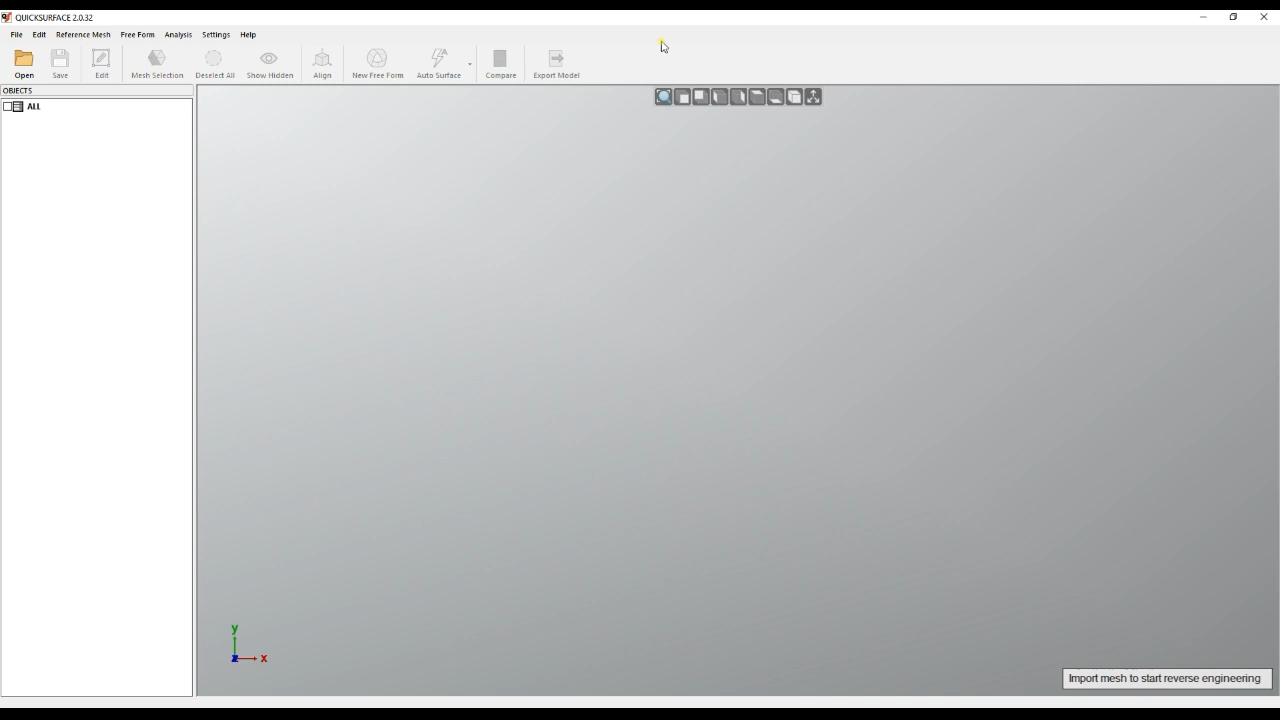 QUICKSURFACE 2.0.32
File Edit Reference Mesh Free Form Analysis Settings Help
Open Save Edit Mesh Selection Deselect All Show Hidden Align New Free Form Auto Surface Compare Export Model
OBJECTS
ALL
y
z x
Import mesh to start reverse engineering